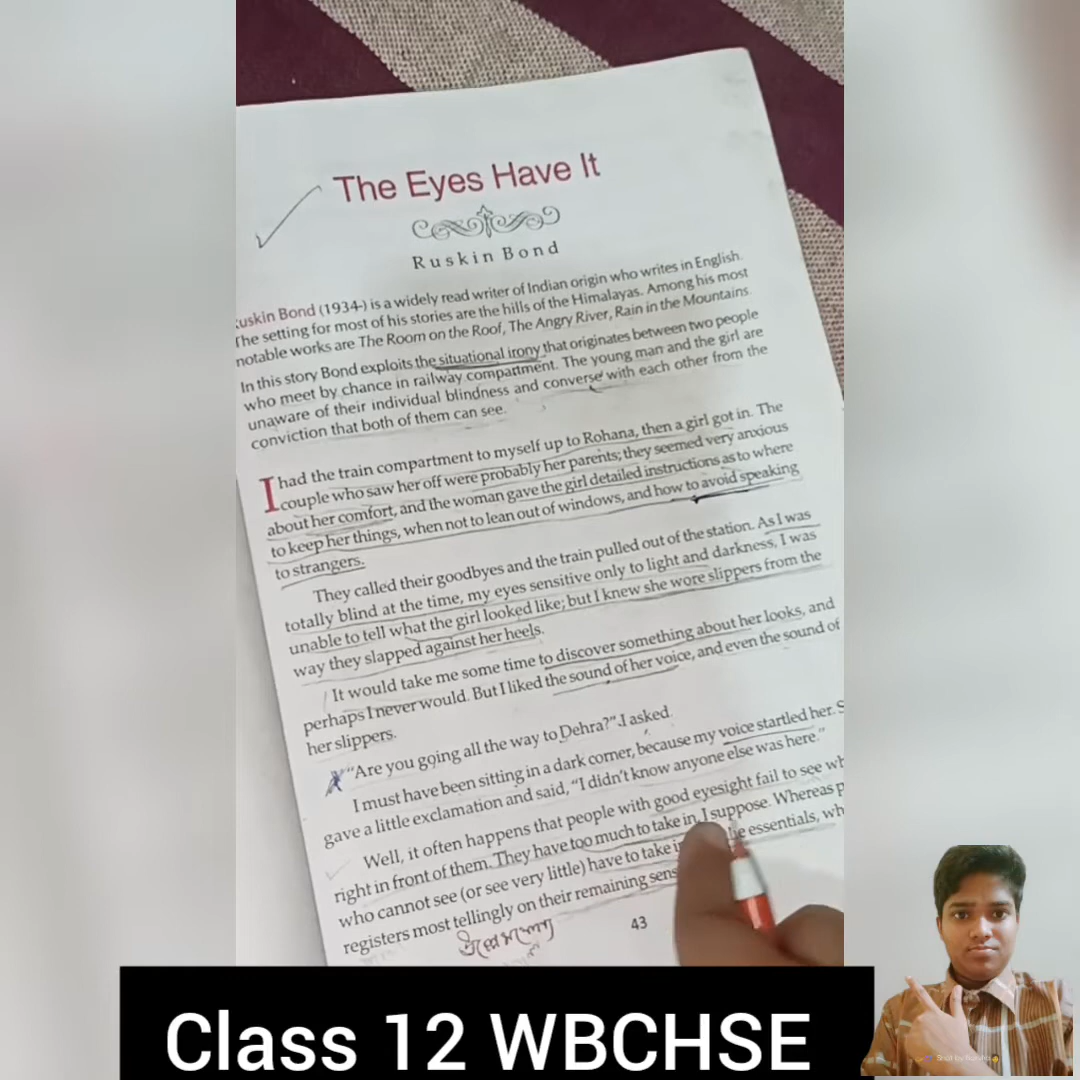 The Eyes Have It
Ruskin Bond
uskin Bond (1934-) is a widely read writer of Indian origin who writes in English.
The setting for most of his stories are the hills of the Himalayas. Among his most
notable works are The Room on the Roof, The Angry River, Rain in the Mountains.
In this story Bond exploits the situational irony that originates between two people
who meet by chance in railway compartment. The young man and the girl are
unaware of their individual blindness and converse with each other from the
conviction that both of them can see.
I had the train compartment to myself up to Rohana, then a girl got in. The
couple who saw her off were probably her parents; they seemed very anxious
about her comfort, and the woman gave the girl detailed instructions as to where
to keep her things, when not to lean out of windows, and how to avoid speaking
to strangers.
They called their goodbyes and the train pulled out of the station. As I was
totally blind at the time, my eyes sensitive only to light and darkness, I was
unable to tell what the girl looked like; but I knew she wore slippers from the
way they slapped against her heels.
It would take me some time to discover something about her looks, and
perhaps I never would. But I liked the sound of her voice, and even the sound of
her slippers.
"Are you going all the way to Dehra?" I asked.
I must have been sitting in a dark corner, because my voice startled her. S
gave a little exclamation and said, "I didn't know anyone else was here."
Well, it often happens that people with good eyesight fail to see wh
right in front of them. They have too much to take in, I suppose. Whereas p
who cannot see (or see very little) have to take i essentials, wh
registers most tellingly on their remaining sens
43
Class 12 WBCHSE